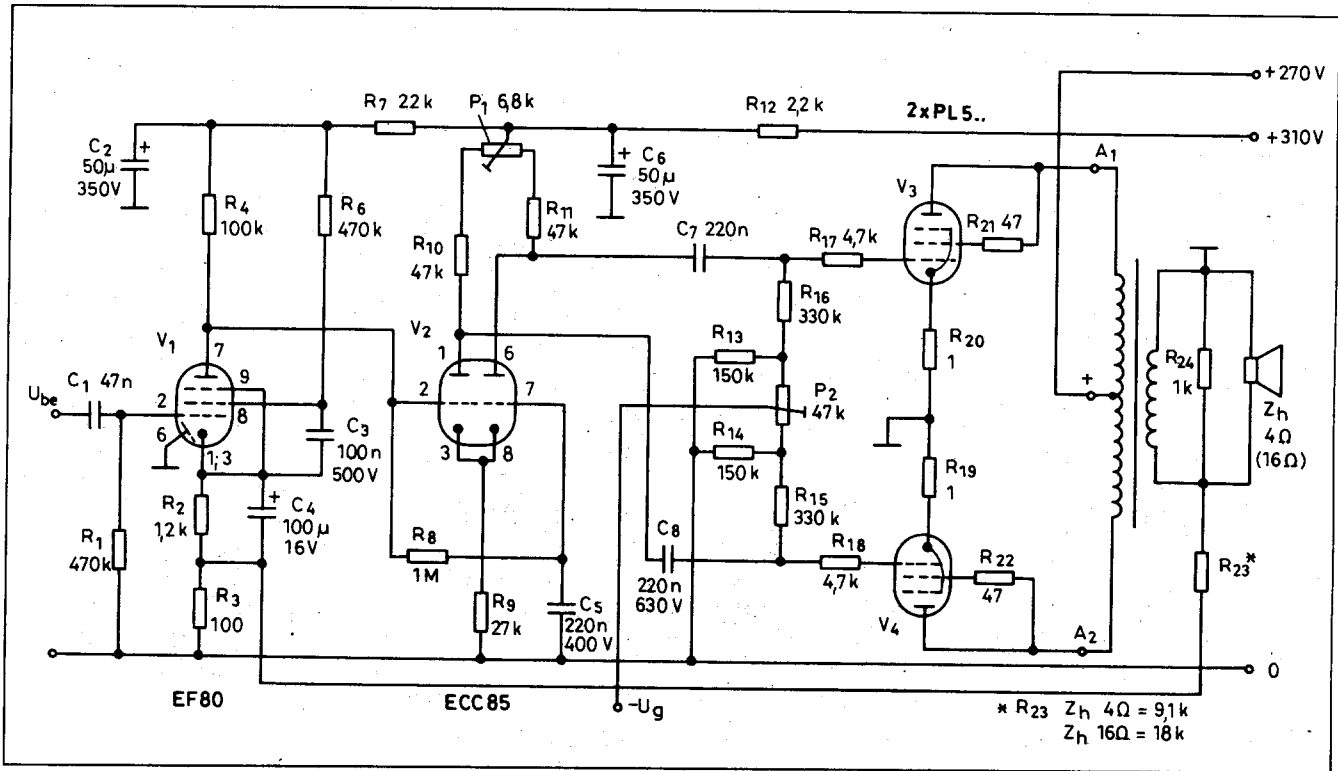 +270V
R7 22k
P1 6,8k
R12 2,2k
2xPL5..
+310V
C2
50µ
350V
+
R4
100k
R6
470k
R10
47k
R11
47k
+
C6
50µ
350V
C7 220n
R17 4,7k
V3
R21 47
A1
V1
7
9
2
8
6
1;3
C1 47n
Ube
C3
100n
500V
V2
1
6
2
7
3
8
R16
330k
R13
150k
P2
47k
R14
150k
R15
330k
R20
1
R19
1
+
R24
1k
Zh
4Ω
(16Ω)
R1
470k
R2
1,2k
+
C4
100µ
16V
R3
100
R8
1M
R9
27k
C5
220n
400V
C8
220n
630V
R18
4,7k
R22
47
V4
A2
R23*
0
EF80
ECC85
-Ug
* R23 Zh 4Ω = 9,1k
Zh 16Ω = 18k